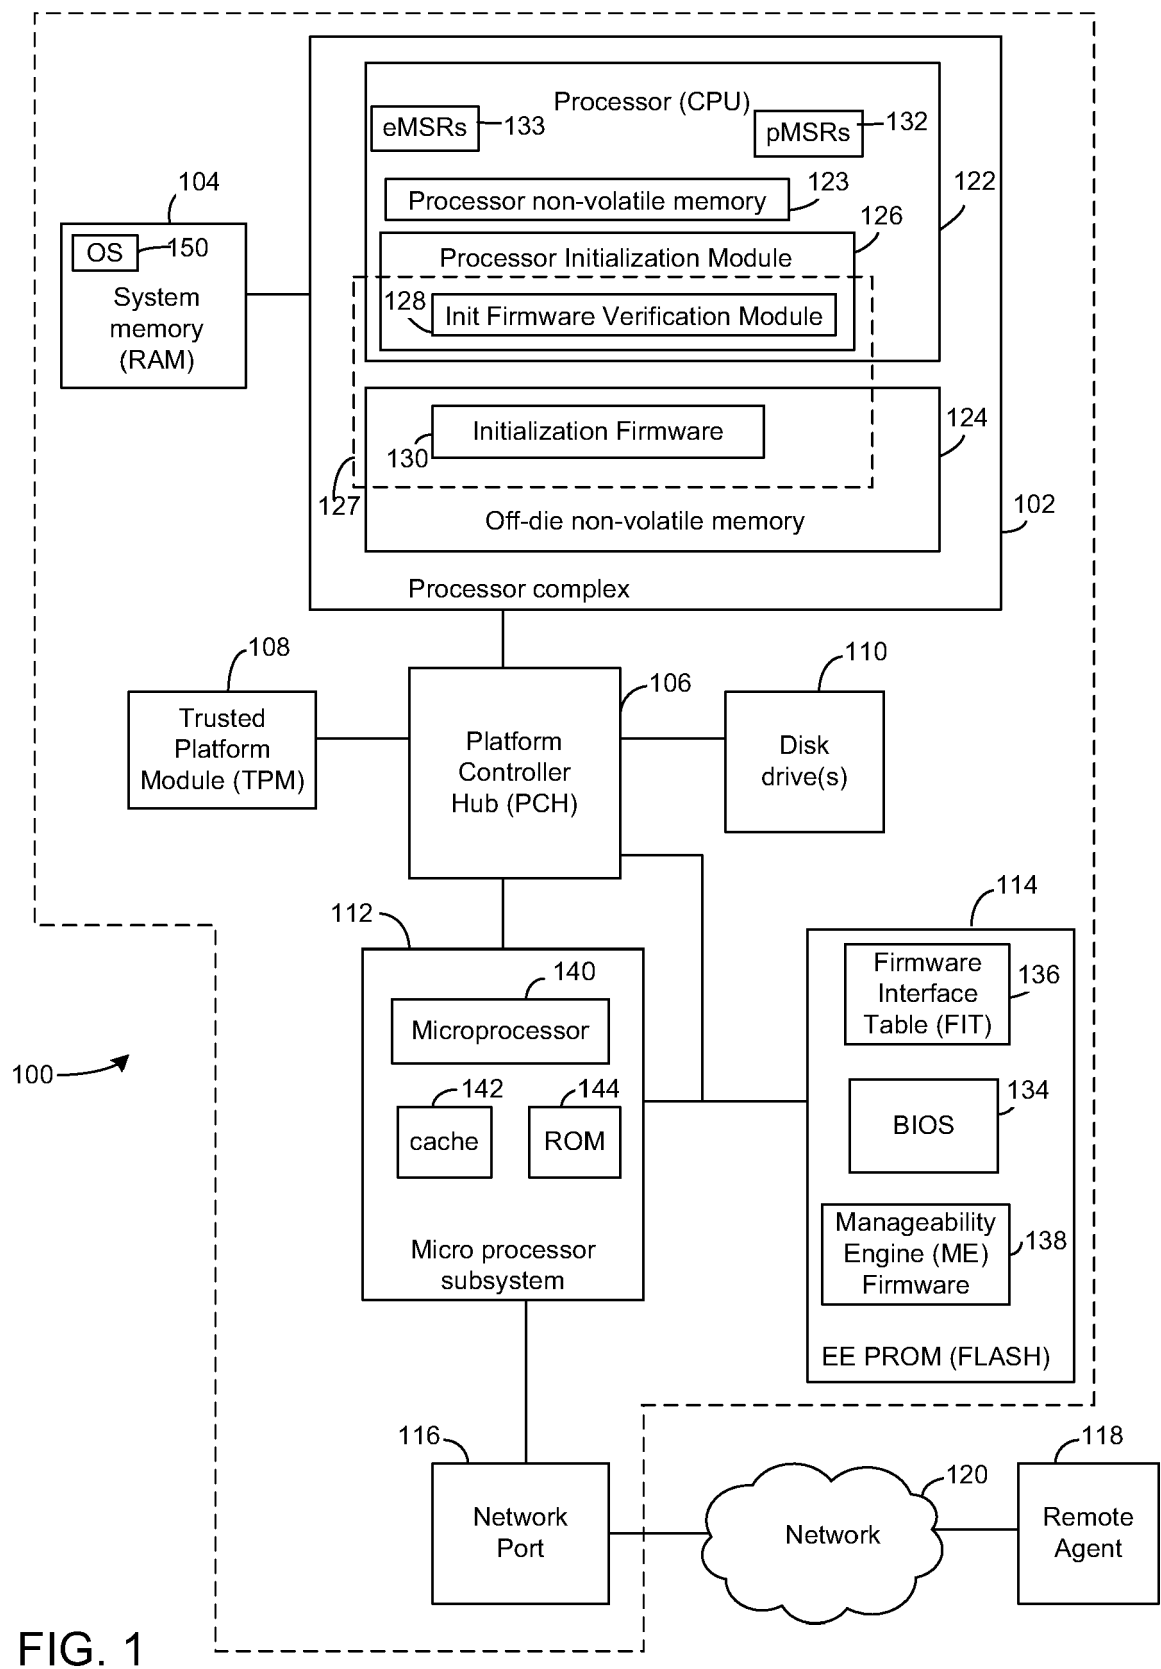 Processor (CPU)
eMSRs
133
pMSRs
132
104
Processor non-volatile memory
123
122
OS
150
126
Processor Initialization Module
System
memory
(RAM)
128
Init Firmware Verification Module
124
Initialization Firmware
130
127
Off-die non-volatile memory
102
Processor complex
108
110
106
Trusted
Platform
Module (TPM)
Platform
Controller
Hub (PCH)
Disk
drive(s)
114
112
140
Firmware
Interface
Table (FIT)
136
Microprocessor
100
142
144
134
cache
ROM
BIOS
Manageability
Engine (ME)
Firmware
138
Micro processor
subsystem
EE PROM (FLASH)
116
118
120
Network
Port
Network
Remote
Agent
FIG. 1